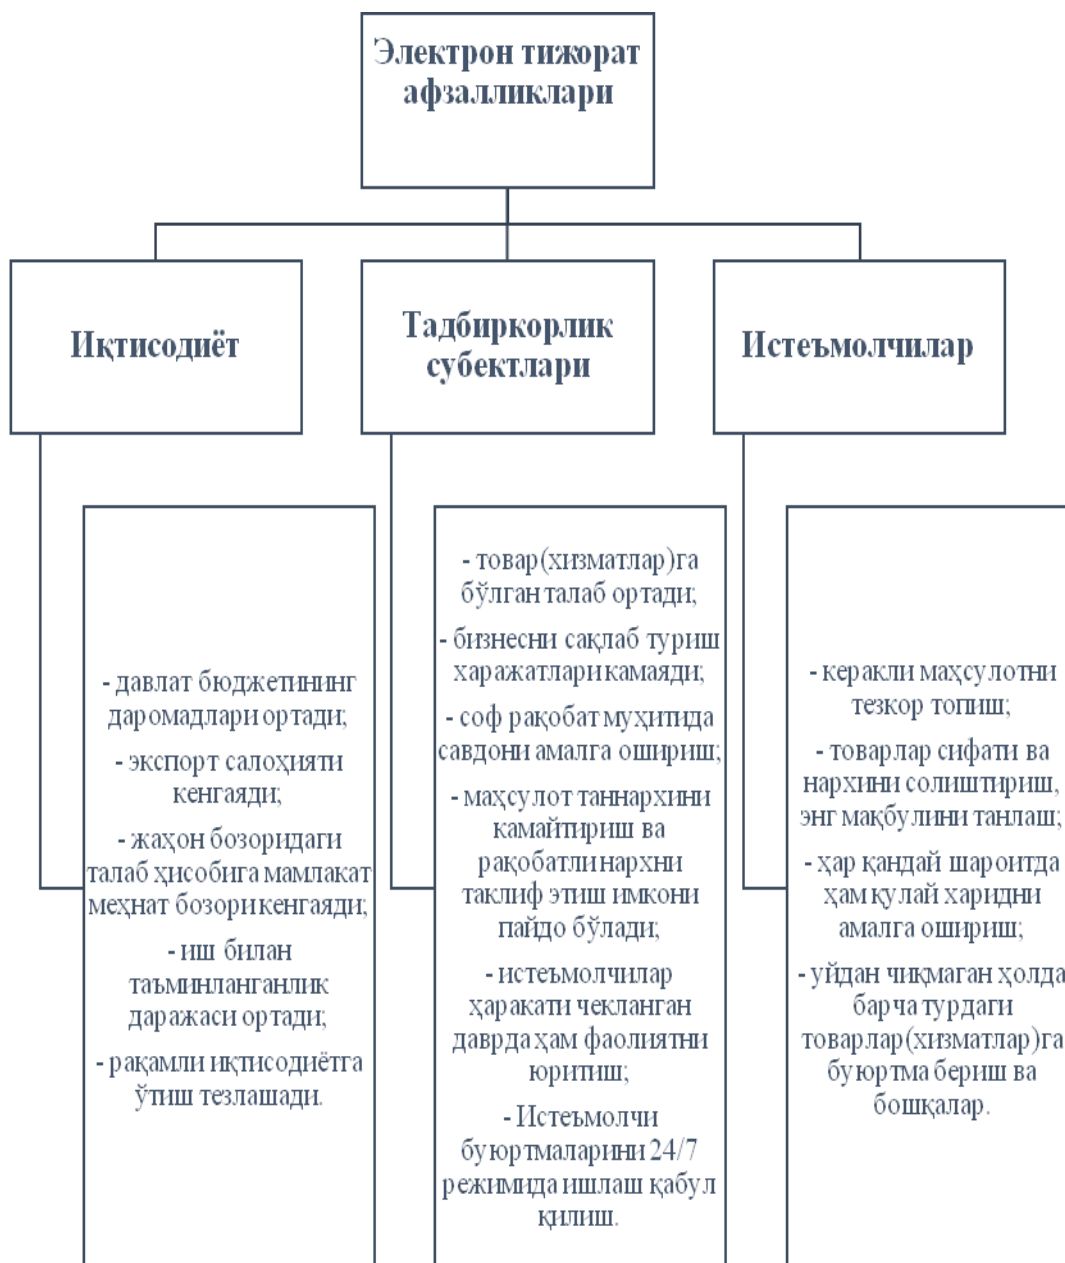 Электрон тижорат
афзалликлари
Иқтисодиёт
Тадбиркорлик
субектлари
Истеъмолчилар
- давлат бюджетининг
даромадлари ортади;
- экспорт салоҳияти
кенгаяди;
- жаҳон бозоридаги
талаб ҳисобига мамлакат
меҳнат бозори кенгаяди;
- иш билан
таъминланганлик
даражаси ортади;
- рақамли иқтисодиётга
ўтиш тезлашади.
- товар(хизматлар)га
бўлган талаб ортади;
- бизнесни сақлаб туриш
харажатлари камаяди;
- соф рақобат муҳитида
савдони амалга ошириш;
- маҳсулот таннархини
камайтириш ва
рақобатли нархни
таклиф этиш имкони
пайдо бўлади;
- истеъмолчилар
ҳаракати чекланган
даврда ҳам фаолиятни
юритиш;
- Истеъмолчи
буюртмаларини 24/7
режимида ишлаш қабул
қилиш.
- керакли маҳсулотни
тезкор топиш;
- товарлар сифати ва
нархини солиштириш,
энг мақбулини танлаш;
- ҳар қандай шароитда
ҳам қулай харидни
амалга ошириш;
- уйдан чиқмаган ҳолда
барча турдаги
товарлар(хизматлар)га
буюртма бериш ва
бошқалар.